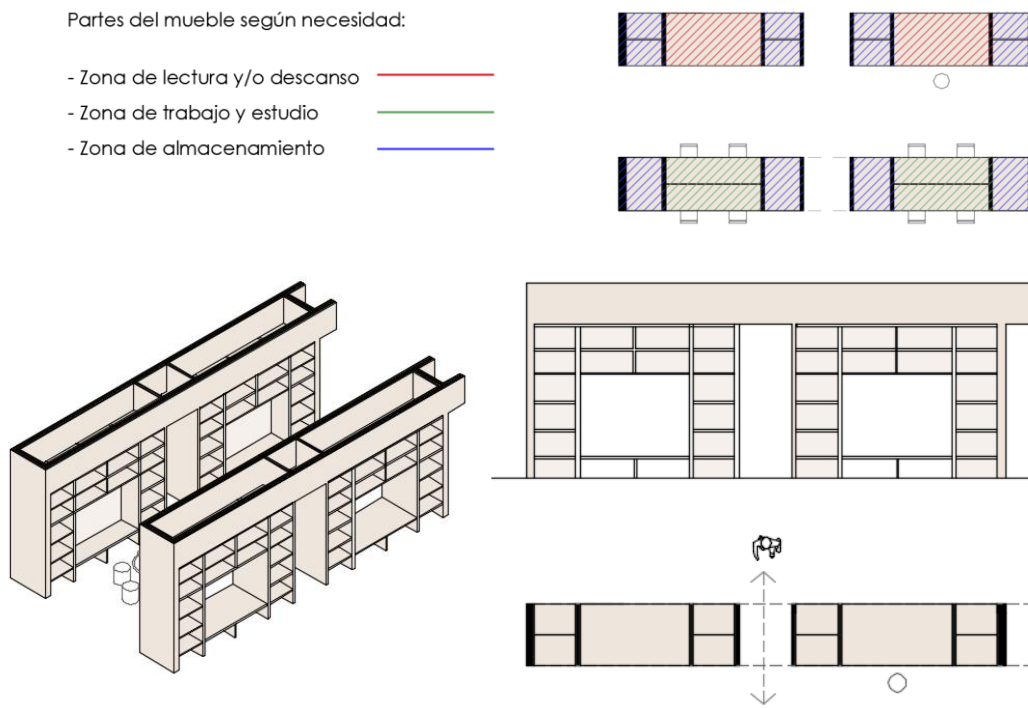 Partes del mueble según necesidad:
- Zona de lectura y/o descanso
- Zona de trabajo y estudio
- Zona de almacenamiento